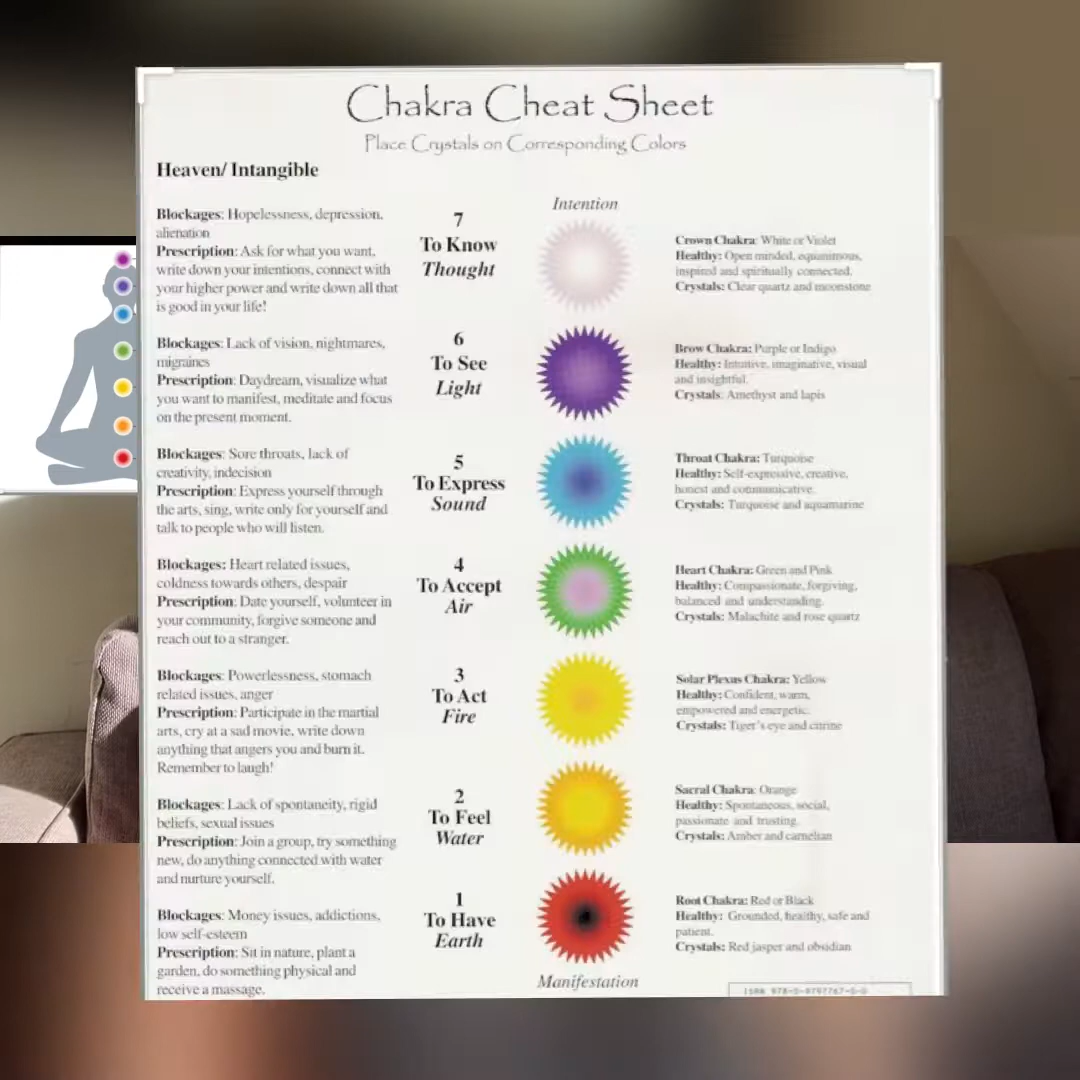 Chakra Cheat Sheet
Place Crystals on Corresponding Colors
Heaven/ Intangible
Intention
Blockages: Hopelessness, depression,
alienation
Prescription: Ask for what you want,
write down your intentions, connect with
your higher power and write down all that
is good in your life!
7
To Know
Thought
Crown Chakra: White or Violet
Healthy: Open minded, equanimous,
inspired and spiritually connected.
Crystals: Clear quartz and moonstone
Blockages: Lack of vision, nightmares,
migraines
Prescription: Daydream, visualize what
you want to manifest, meditate and focus
on the present moment.
6
To See
Light
Brow Chakra: Purple or Indigo
Healthy: Intuitive, imaginative, visual
and insightful.
Crystals: Amethyst and lapis
Blockages: Sore throats, lack of
creativity, indecision
Prescription: Express yourself through
the arts, sing, write only for yourself and
talk to people who will listen.
5
To Express
Sound
Throat Chakra: Turquoise
Healthy: Self-expressive, creative,
honest and communicative.
Crystals: Turquoise and aquamarine
Blockages: Heart related issues,
coldness towards others, despair
Prescription: Date yourself, volunteer in
your community, forgive someone and
reach out to a stranger.
4
To Accept
Air
Heart Chakra: Green and Pink
Healthy: Compassionate, forgiving,
balanced and understanding.
Crystals: Malachite and rose quartz
Blockages: Powerlessness, stomach
related issues, anger
Prescription: Participate in the martial
arts, cry at a sad movie, write down
anything that angers you and burn it.
Remember to laugh!
3
To Act
Fire
Solar Plexus Chakra: Yellow
Healthy: Confident, warm,
empowered and energetic.
Crystals: Tiger's eye and citrine
Blockages: Lack of spontaneity, rigid
beliefs, sexual issues
Prescription: Join a group, try something
new, do anything connected with water
and nurture yourself.
2
To Feel
Water
Sacral Chakra: Orange
Healthy: Spontaneous, social,
passionate and trusting.
Crystals: Amber and carnelian
Blockages: Money issues, addictions,
low self-esteem
Prescription: Sit in nature, plant a
garden, do something physical and
receive a massage.
1
To Have
Earth
Root Chakra: Red or Black
Healthy: Grounded, healthy, safe and
patient.
Crystals: Red jasper and obsidian
Manifestation
ISBN